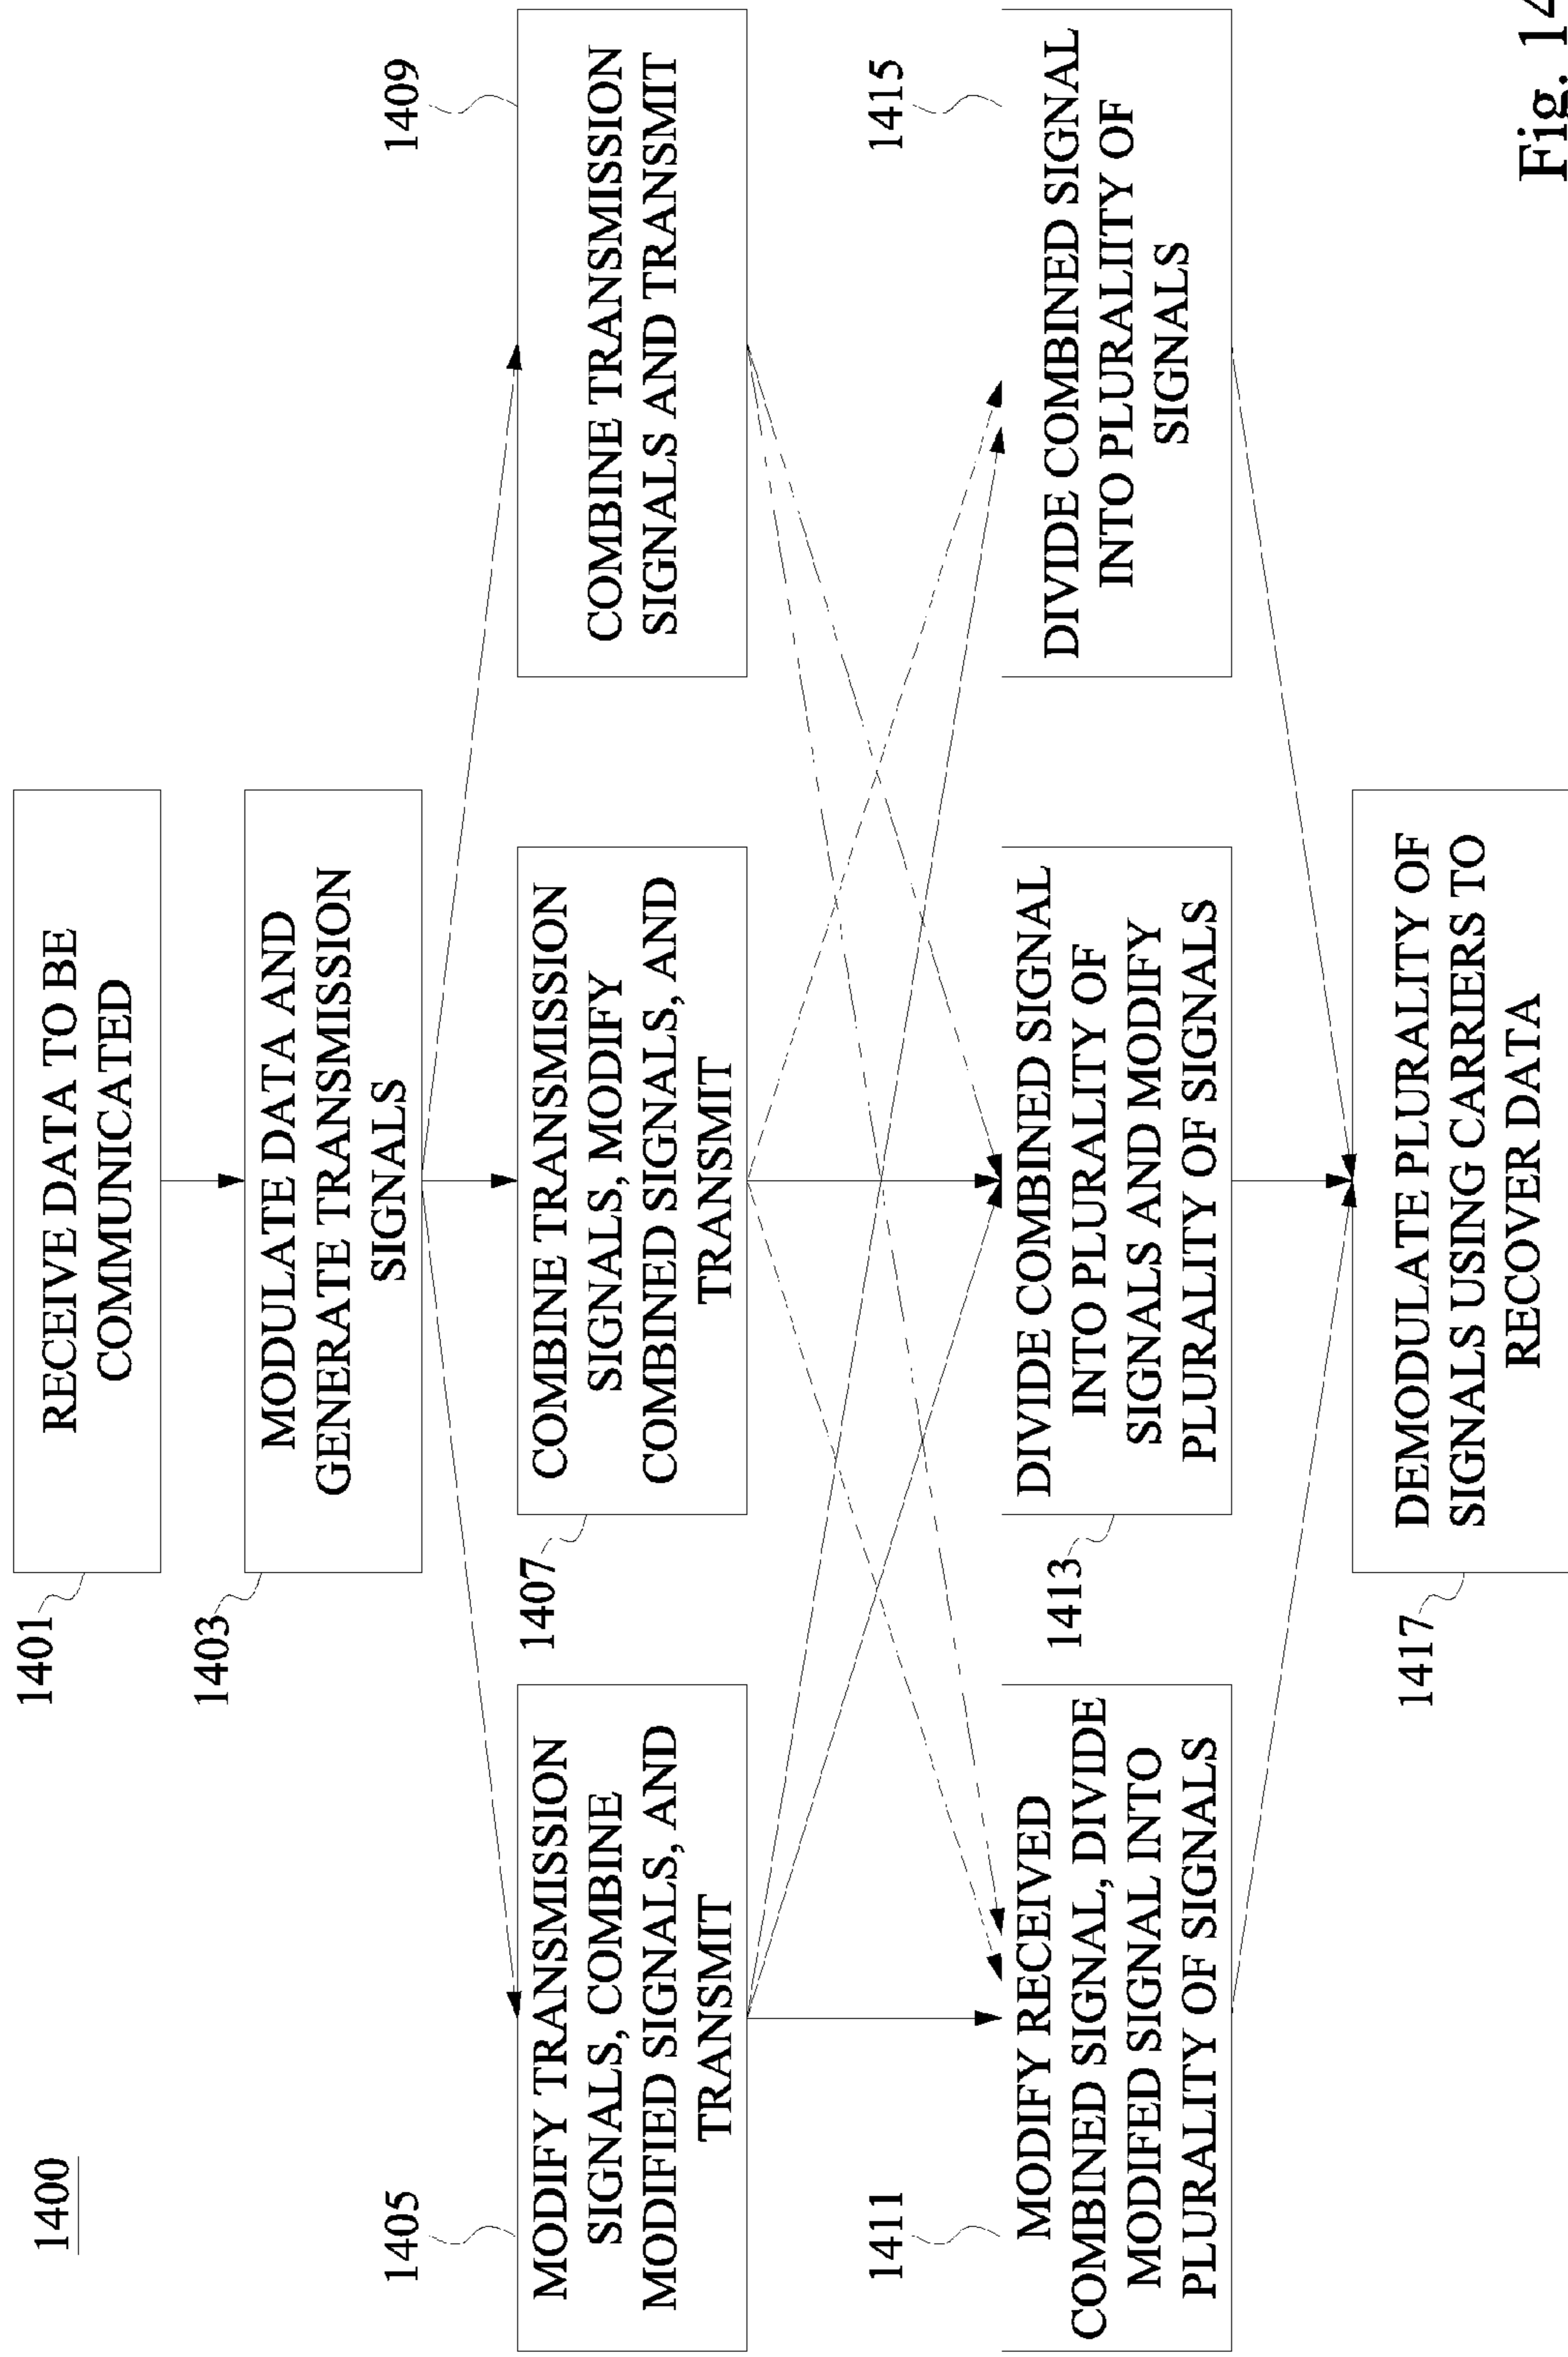 1400
1401
RECEIVE DATA TO BE
COMMUNICATED
1403
MODULATE DATA AND
GENERATE TRANSMISSION
SIGNALS
1405
MODIFY TRANSMISSION
SIGNALS, COMBINE
MODIFIED SIGNALS, AND
TRANSMIT
1407
COMBINE TRANSMISSION
SIGNALS, MODIFY
COMBINED SIGNALS, AND
TRANSMIT
1409
COMBINE TRANSMISSION
SIGNALS AND TRANSMIT
1411
MODIFY RECEIVED
COMBINED SIGNAL, DIVIDE
MODIFED SIGNAL INTO
PLURALITY OF SIGNALS
1413
DIVIDE COMBINED SIGNAL
INTO PLURALITY OF
SIGNALS AND MODIFY
PLURALITY OF SIGNALS
1415
DIVIDE COMBINED SIGNAL
INTO PLURALIITY OF
SIGNALS
1417
DEMODULATE PLURALITY OF
SIGNALS USING CARRIERS TO
RECOVER DATA
Fig. 14